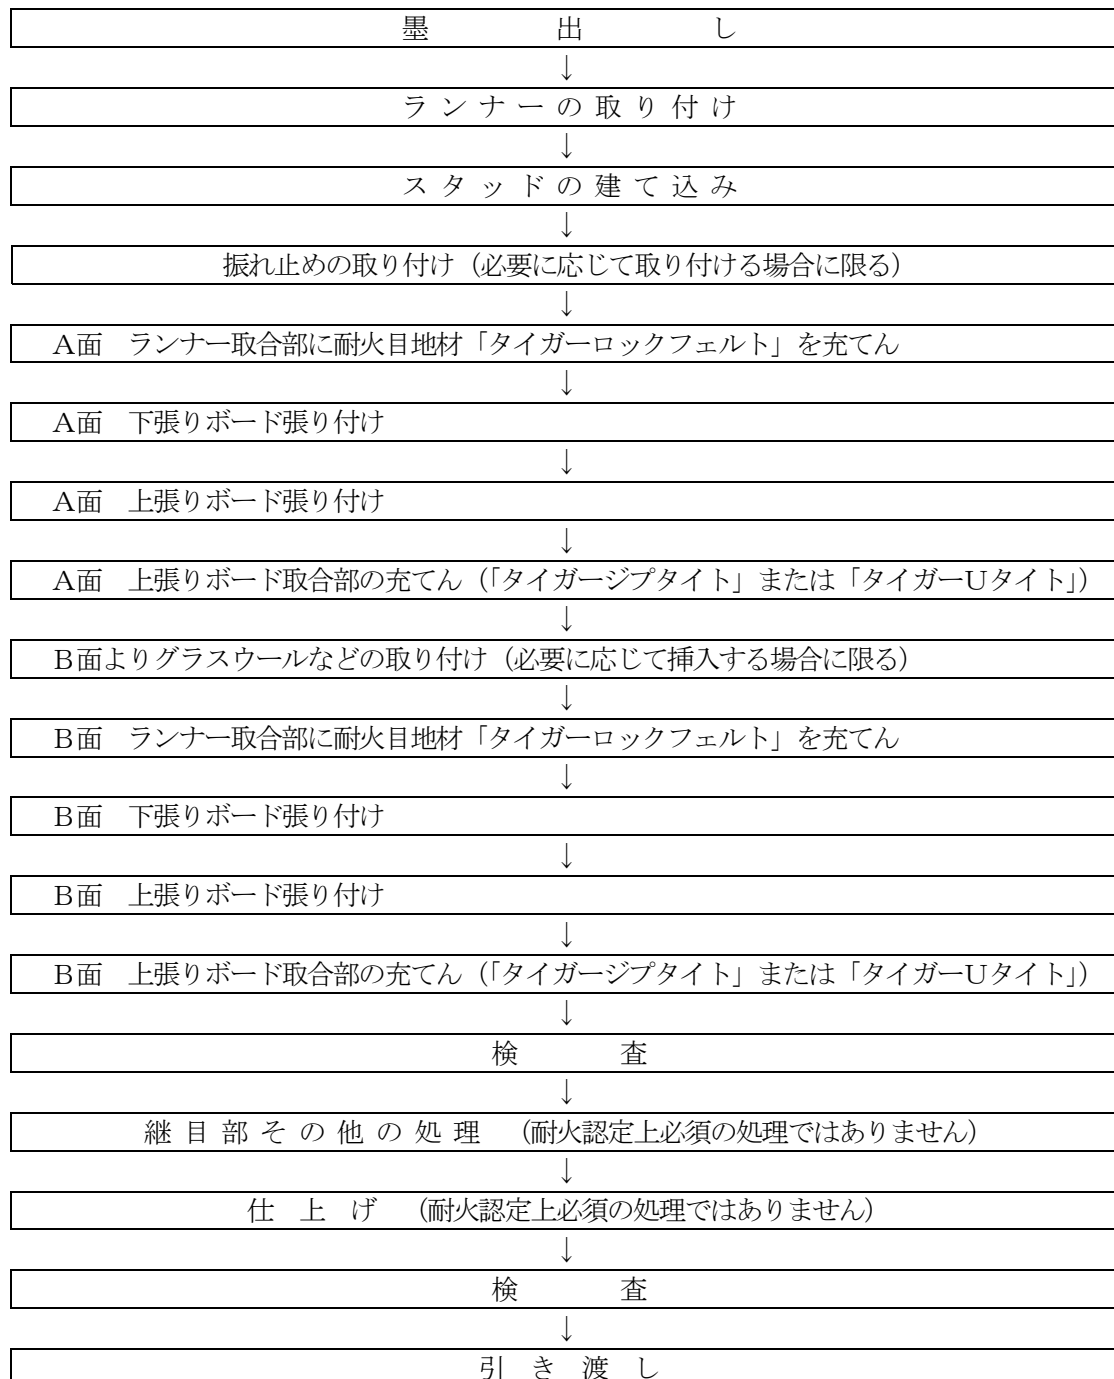 墨出し
↓
ランナーの取り付け
↓
スタッドの建て込み
↓
振れ止めの取り付け（必要に応じて取り付ける場合に限る）
↓
A面　ランナー取合部に耐火目地材「タイガーロックフェルト」を充てん
↓
A面　下張りボード張り付け
↓
A面　上張りボード張り付け
↓
A面　上張りボード取合部の充てん（「タイガージプタイト」または「タイガーUタイト」）
↓
B面よりグラスウールなどの取り付け（必要に応じて挿入する場合に限る）
↓
B面　ランナー取合部に耐火目地材「タイガーロックフェルト」を充てん
↓
B面　下張りボード張り付け
↓
B面　上張りボード張り付け
↓
B面　上張りボード取合部の充てん（「タイガージプタイト」または「タイガーUタイト」）
↓
検査
↓
継目部その他の処理　（耐火認定上必須の処理ではありません）
↓
仕上げ　（耐火認定上必須の処理ではありません）
↓
検査
↓
引き渡し